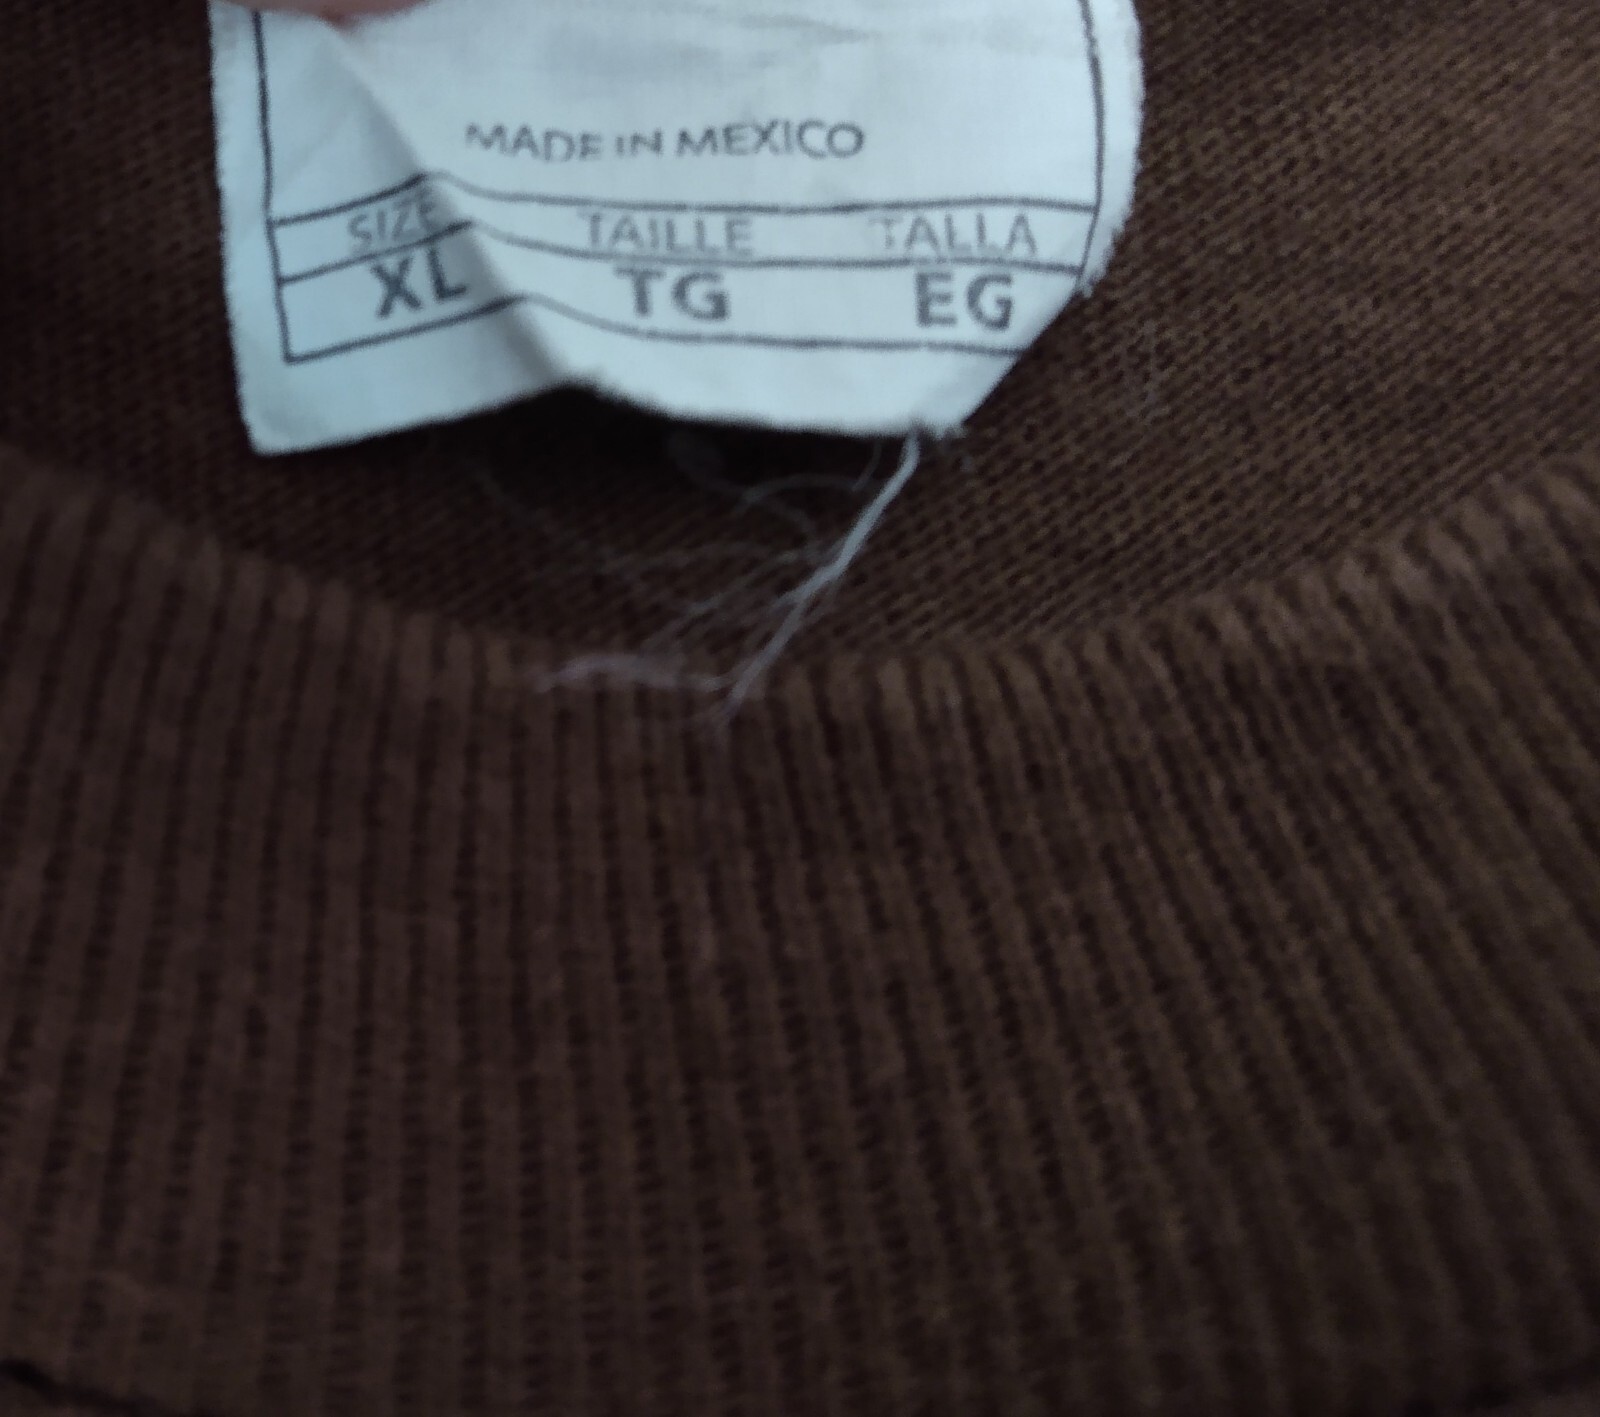 MADE IN MEXICO
SIZE TAILLE TALLA
XL TG EG